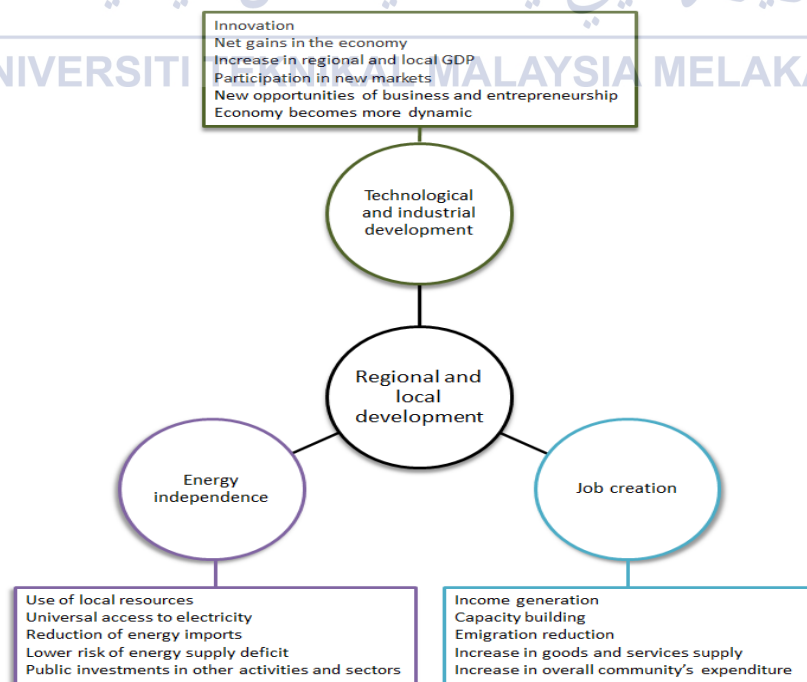 Innovation
Net gains in the economy
Increase in regional and local GDP
Participation in new markets
New opportunities of business and entrepreneurship
Economy becomes more dynamic
UNIVERSITI TEKNIKAL MALAYSIA MELAKA
Technological
and industrial
development
Regional and
local
development
Energy
independence
Job creation
Use of local resources
Universal access to electricity
Reduction of energy imports
Lower risk of energy supply deficit
Public investments in other activities and sectors
Income generation
Capacity building
Emigration reduction
Increase in goods and services supply
Increase in overall community's expenditure